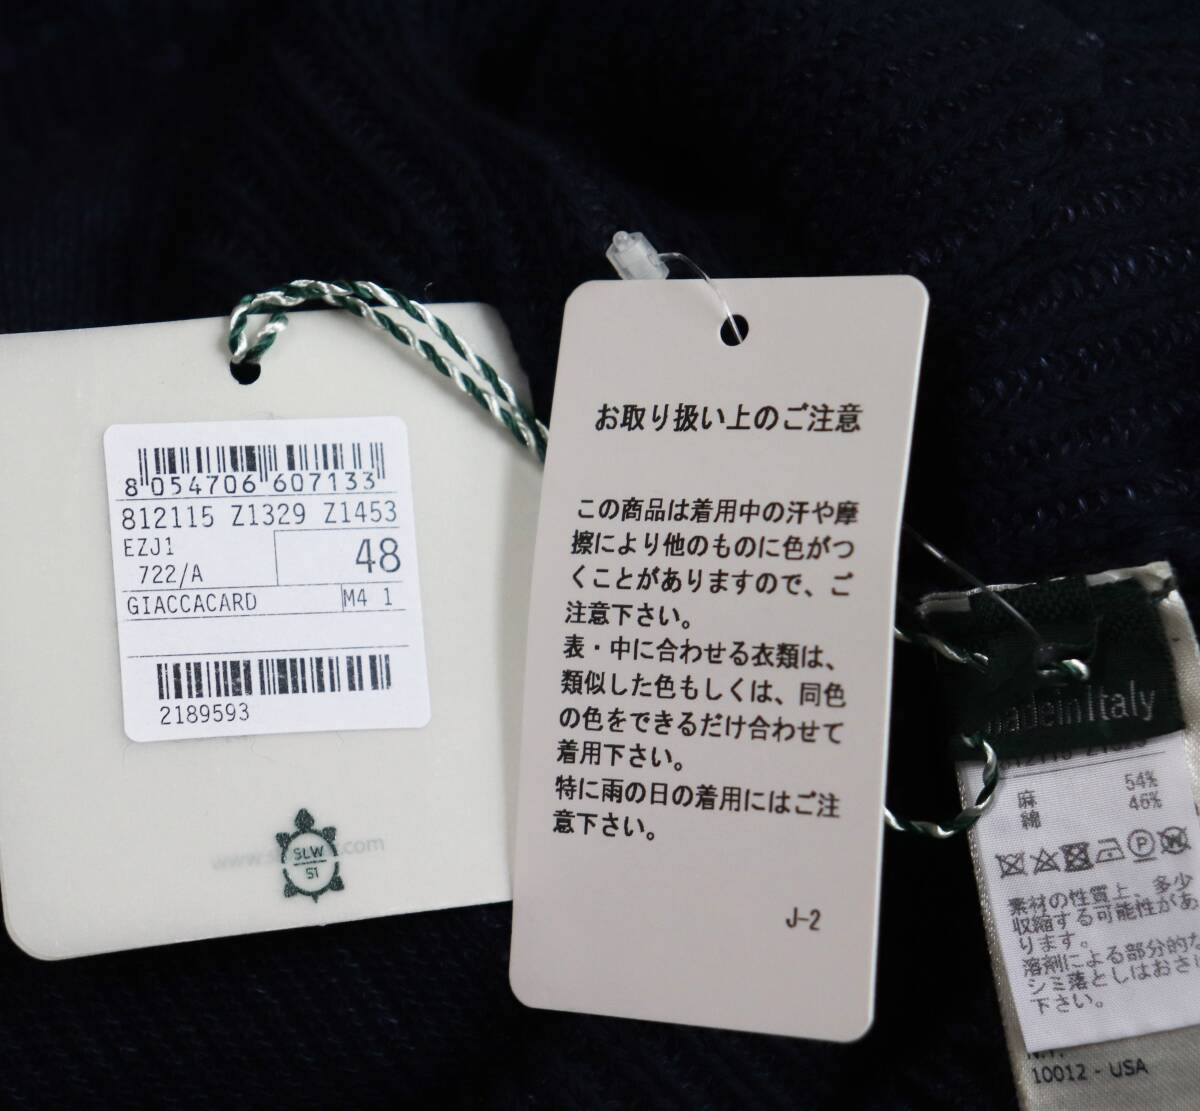 8 054706 607133
812115 Z1329 Z1453
EZJ1
722/A
48
GIACCACARD
M4 1
2189593
SLW
51
お取り扱い上のご注意
この商品は着用中の汗や摩
擦により他のものに色がつ
くことがありますので、ご
注意下さい。
表・中に合わせる衣類は、
類似した色もしくは、同色
の色をできるだけ合わせて
着用下さい。
特に雨の日の着用にはご注
意下さい。
J-2
madeinItaly
812115 Z1329
麻 54%
綿 46%
素材の性質上、多少
収縮する可能性があ
ります。
溶剤による部分的な
シミ落としはおさけ
下さい。
N.Y.
10012 - USA